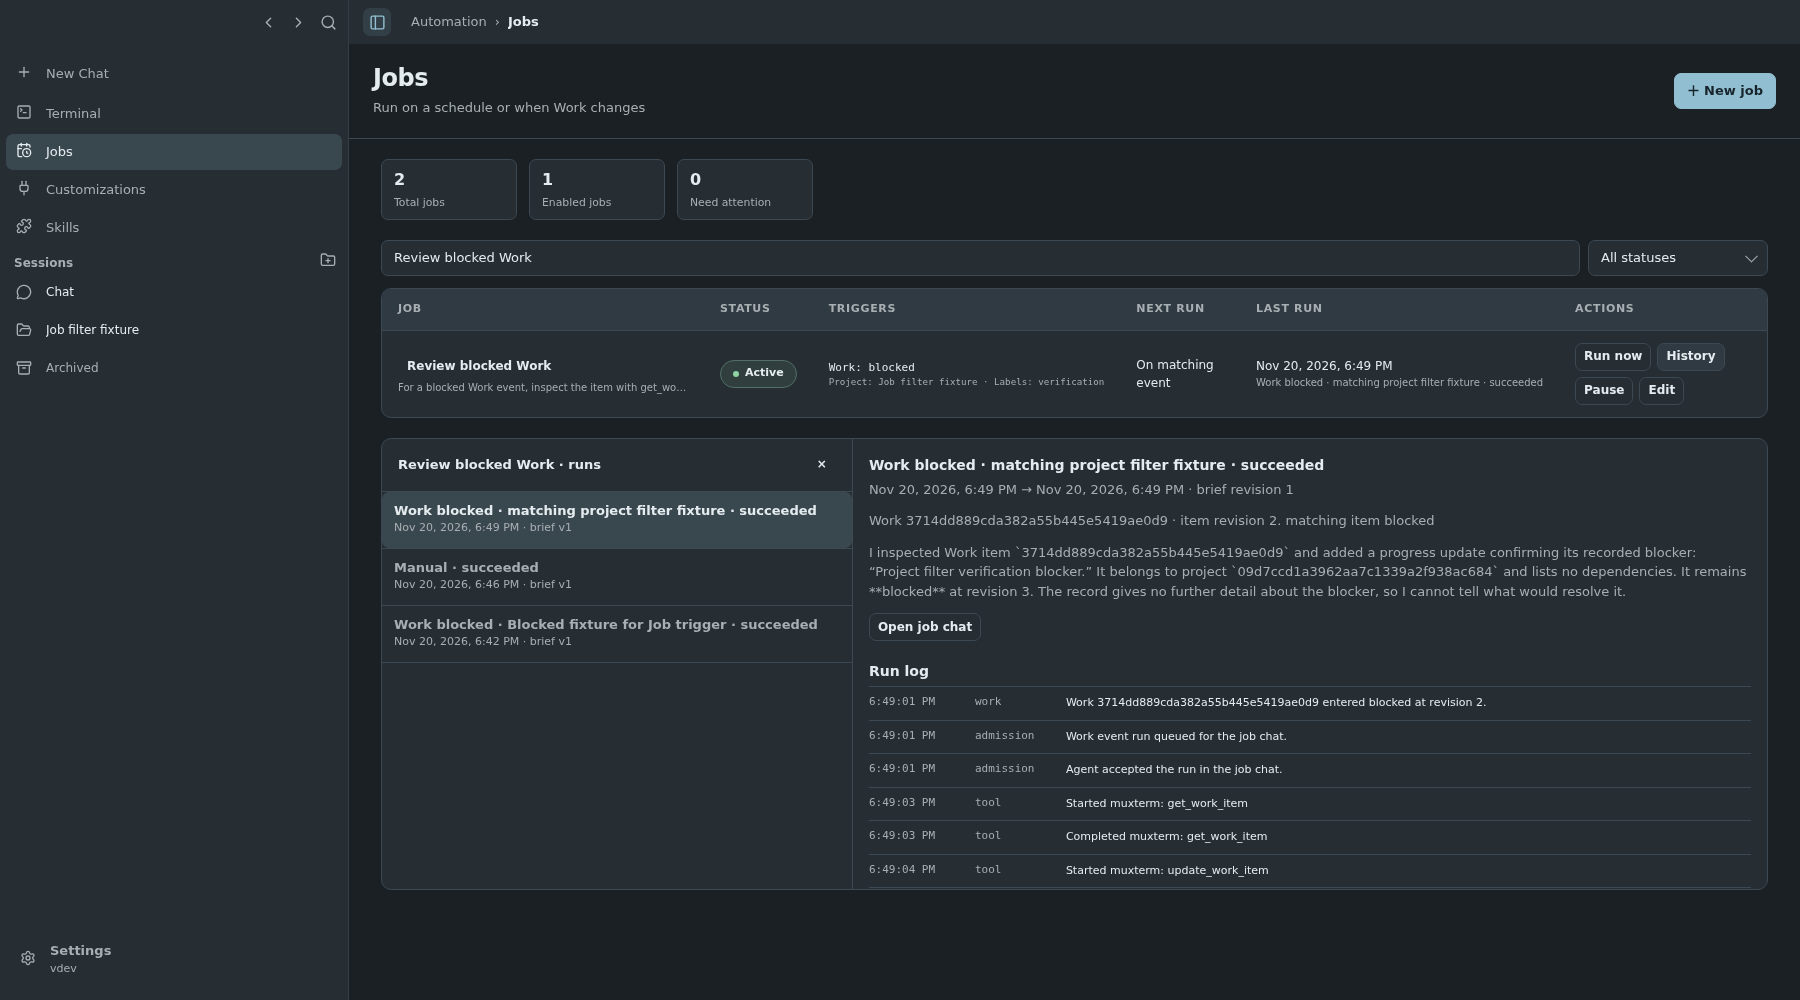 Automation › Jobs
New Chat
Terminal
Jobs
Customizations
Skills
Sessions
Chat
Job filter fixture
Archived
Settings
vdev
Jobs
Run on a schedule or when Work changes
+ New job
2
Total jobs
1
Enabled jobs
0
Need attention
Review blocked Work
All statuses
JOB STATUS TRIGGERS NEXT RUN LAST RUN ACTIONS
Review blocked Work
For a blocked Work event, inspect the item with get_wo…
Active
Work: blocked
Project: Job filter fixture · Labels: verification
On matching
event
Nov 20, 2026, 6:49 PM
Work blocked · matching project filter fixture · succeeded
Run now History
Pause Edit
Review blocked Work · runs ×
Work blocked · matching project filter fixture · succeeded
Nov 20, 2026, 6:49 PM · brief v1
Manual · succeeded
Nov 20, 2026, 6:46 PM · brief v1
Work blocked · Blocked fixture for Job trigger · succeeded
Nov 20, 2026, 6:42 PM · brief v1
Work blocked · matching project filter fixture · succeeded
Nov 20, 2026, 6:49 PM → Nov 20, 2026, 6:49 PM · brief revision 1
Work 3714dd889cda382a55b445e5419ae0d9 · item revision 2. matching item blocked
I inspected Work item `3714dd889cda382a55b445e5419ae0d9` and added a progress update confirming its recorded blocker:
“Project filter verification blocker.” It belongs to project `09d7ccd1a3962aa7c1339a2f938ac684` and lists no dependencies. It remains
**blocked** at revision 3. The record gives no further detail about the blocker, so I cannot tell what would resolve it.
Open job chat
Run log
6:49:01 PM work Work 3714dd889cda382a55b445e5419ae0d9 entered blocked at revision 2.
6:49:01 PM admission Work event run queued for the job chat.
6:49:01 PM admission Agent accepted the run in the job chat.
6:49:03 PM tool Started muxterm: get_work_item
6:49:03 PM tool Completed muxterm: get_work_item
6:49:04 PM tool Started muxterm: update_work_item